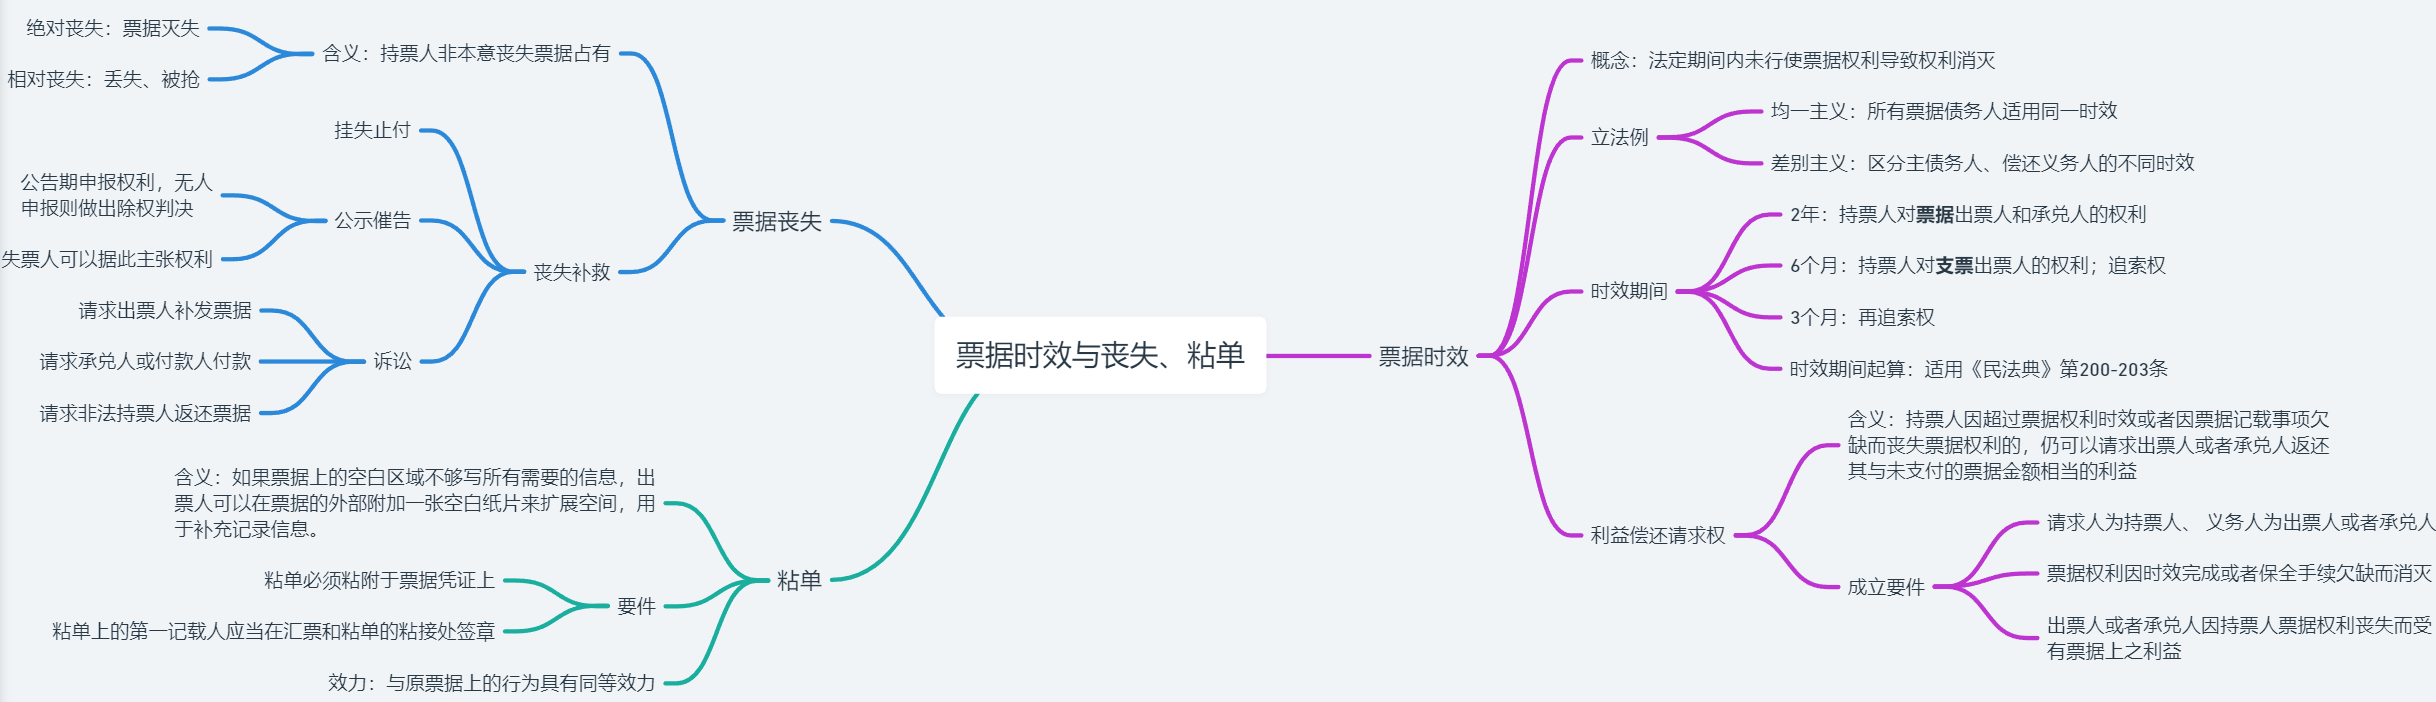 票据时效与丧失、粘单
票据时效
概念：法定期间内未行使票据权利导致权利消灭
立法例
均一主义：所有票据债务人适用同一时效
差别主义：区分主债务人、偿还义务人的不同时效
时效期间
2年：持票人对票据出票人和承兑人的权利
6个月：持票人对支票出票人的权利；追索权
3个月：再追索权
时效期间起算：适用《民法典》第200-203条
利益偿还请求权
含义：持票人因超过票据权利时效或者因票据记载事项欠
缺而丧失票据权利的，仍可以请求出票人或者承兑人返还
其与未支付的票据金额相当的利益
成立要件
请求人为持票人、 义务人为出票人或者承兑人
票据权利因时效完成或者保全手续欠缺而消灭
出票人或者承兑人因持票人票据权利丧失而受
有票据上之利益
票据丧失
含义：持票人非本意丧失票据占有
绝对丧失：票据灭失
相对丧失：丢失、被抢
丧失补救
挂失止付
公示催告
公告期申报权利，无人
申报则做出除权判决
失票人可以据此主张权利
诉讼
请求出票人补发票据
请求承兑人或付款人付款
请求非法持票人返还票据
粘单
含义：如果票据上的空白区域不够写所有需要的信息，出
票人可以在票据的外部附加一张空白纸片来扩展空间，用
于补充记录信息。
要件
粘单必须粘附于票据凭证上
粘单上的第一记载人应当在汇票和粘单的粘接处签章
效力：与原票据上的行为具有同等效力